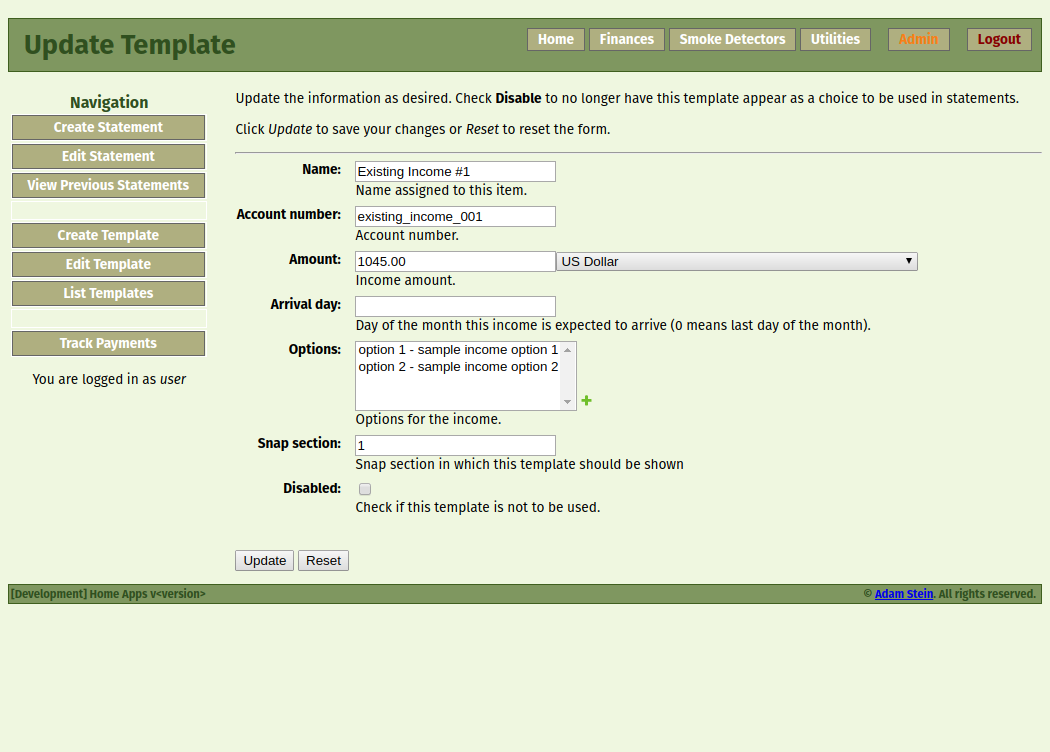 Update Template
Home Finances Smoke Detectors Utilities Admin Logout
Navigation
Create Statement
Edit Statement
View Previous Statements
Create Template
Edit Template
List Templates
Track Payments
You are logged in as user
Update the information as desired. Check Disable to no longer have this template appear as a choice to be used in statements.
Click Update to save your changes or Reset to reset the form.
Name: Existing Income #1
Name assigned to this item.
Account number: existing_income_001
Account number.
Amount: 1045.00 US Dollar
Income amount.
Arrival day:
Day of the month this income is expected to arrive (0 means last day of the month).
Options: option 1 - sample income option 1
option 2 - sample income option 2
Options for the income.
Snap section: 1
Snap section in which this template should be shown
Disabled:
Check if this template is not to be used.
Update Reset
[Development] Home Apps v<version>
© Adam Stein. All rights reserved.